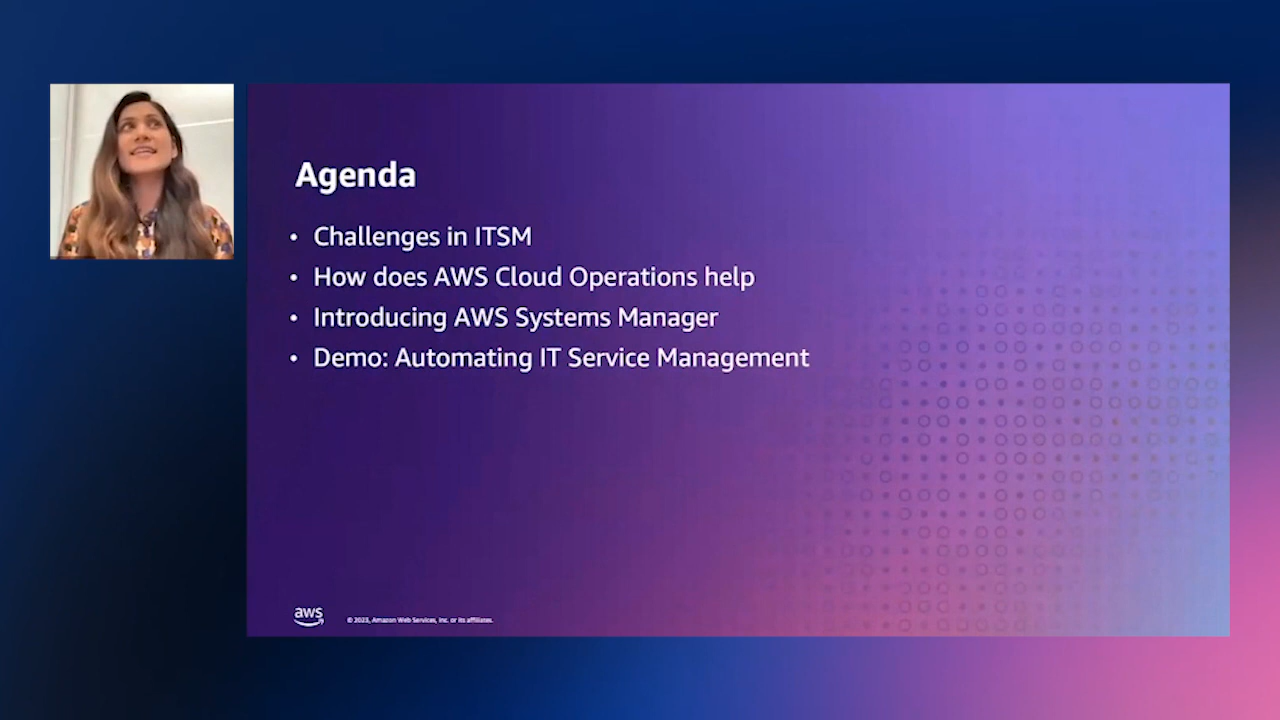 Agenda
• Challenges in ITSM
• How does AWS Cloud Operations help
• Introducing AWS Systems Manager
• Demo: Automating IT Service Management
aws
© 2023, Amazon Web Services, Inc. or its affiliates.